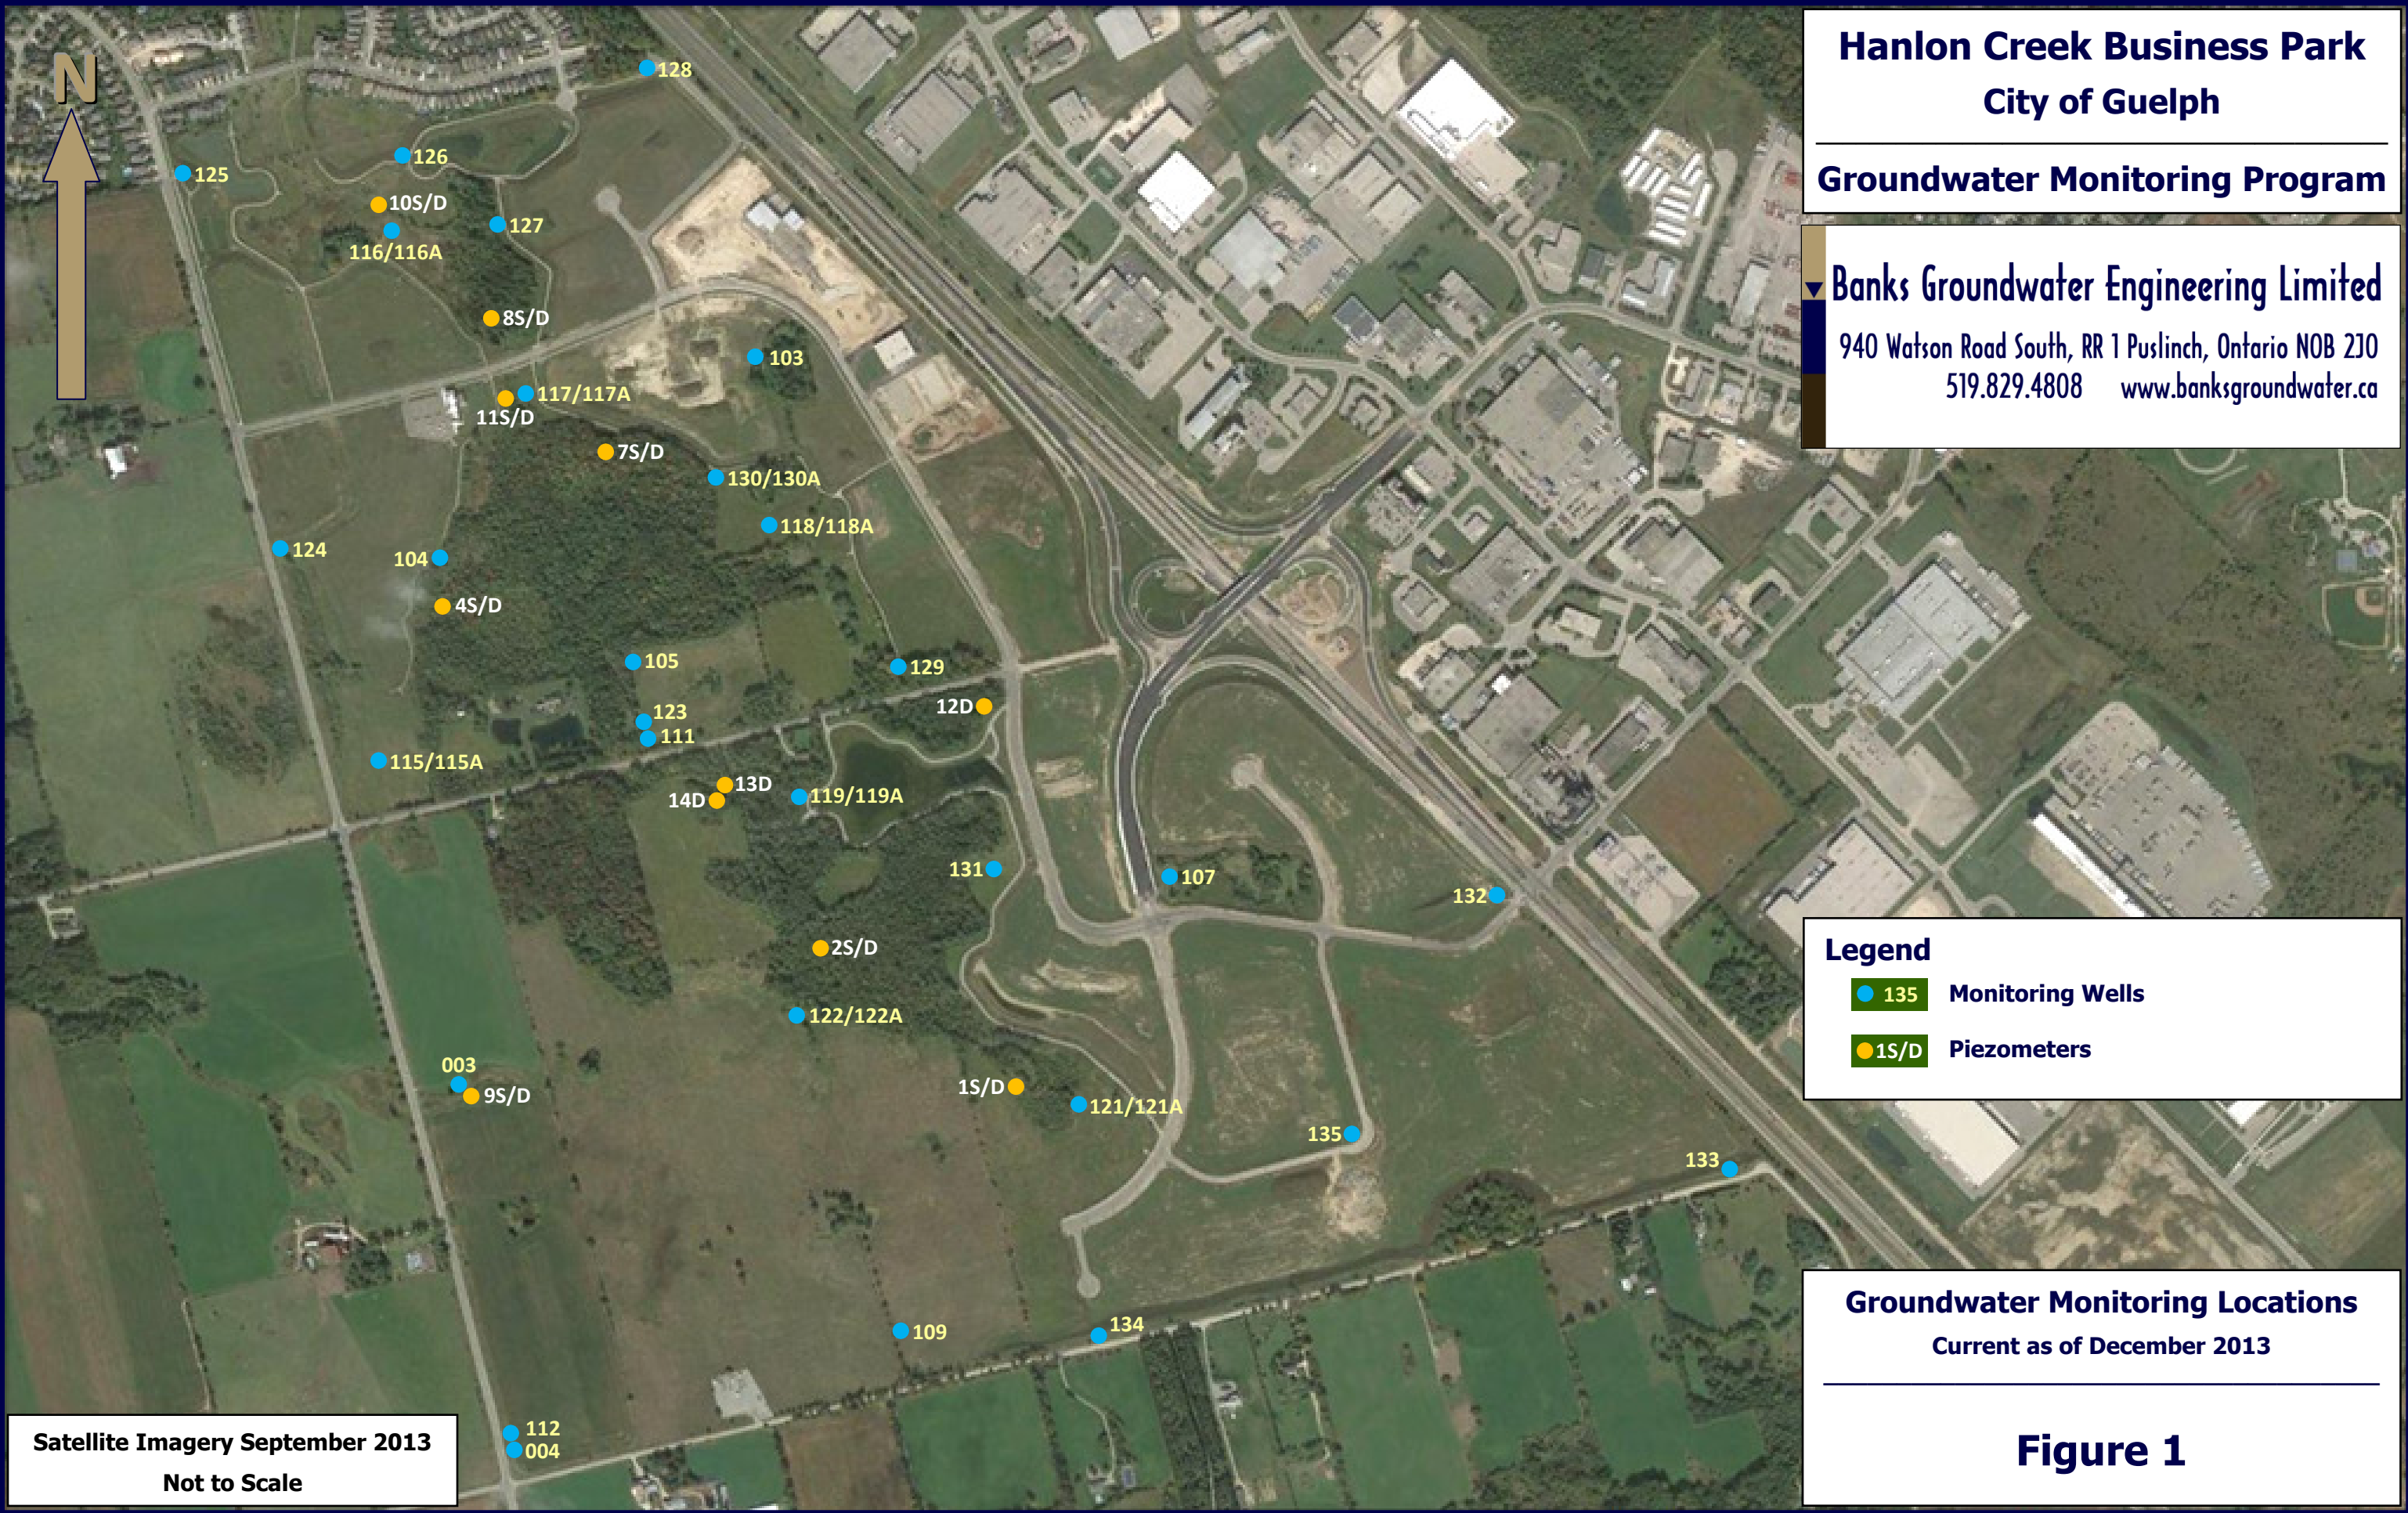 Hanlon Creek Business Park
City of Guelph
Groundwater Monitoring Program
Banks Groundwater Engineering Limited
940 Watson Road South, RR 1 Puslinch, Ontario N0B 2J0
519.829.4808 www.banksgroundwater.ca
N
128
126
125
10S/D
127
116/116A
8S/D
103
117/117A
11S/D
7S/D
130/130A
118/118A
124
104
4S/D
105
129
12D
123
111
115/115A
13D
14D
119/119A
131
107
132
2S/D
122/122A
003
9S/D
1S/D
121/121A
135
133
109
134
112
004
Legend
135 Monitoring Wells
1S/D Piezometers
Groundwater Monitoring Locations
Current as of December 2013
Figure 1
Satellite Imagery September 2013
Not to Scale